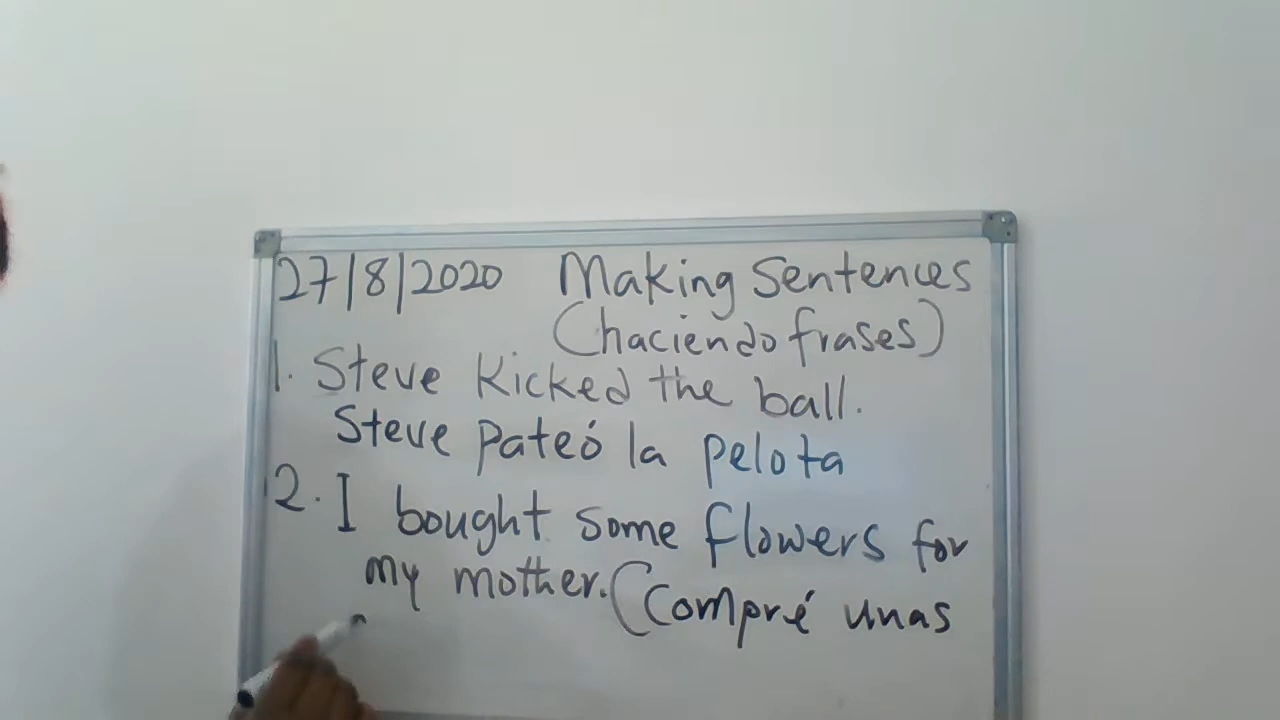 27/8/2020 Making Sentences
(haciendo frases)
1. Steve Kicked the ball.
Steve pateó la pelota
2. I bought some flowers for
my mother. (Compré unas